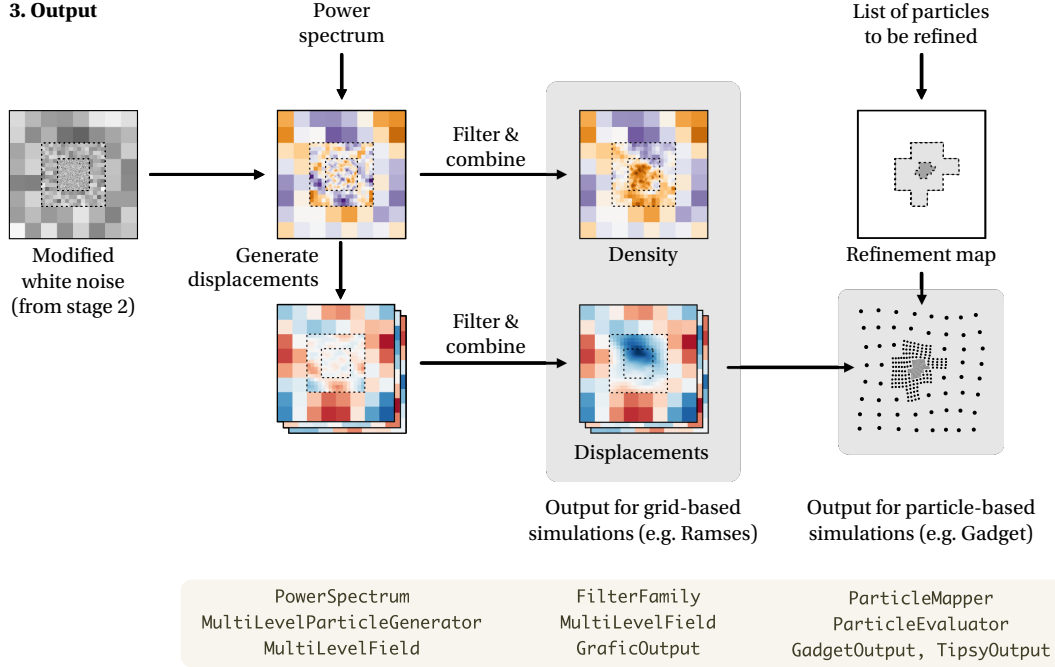 3. Output
Power
spectrum
List of particles
to be refined
Filter &
combine
Modified
white noise
(from stage 2)
Generate
displacements
Density
Refinement map
Filter &
combine
Displacements
Output for grid-based
simulations (e.g. Ramses)
Output for particle-based
simulations (e.g. Gadget)
PowerSpectrum
MultiLevelParticleGenerator
MultiLevelField
FilterFamily
MultiLevelField
GraficOutput
ParticleMapper
ParticleEvaluator
GadgetOutput, TipsyOutput